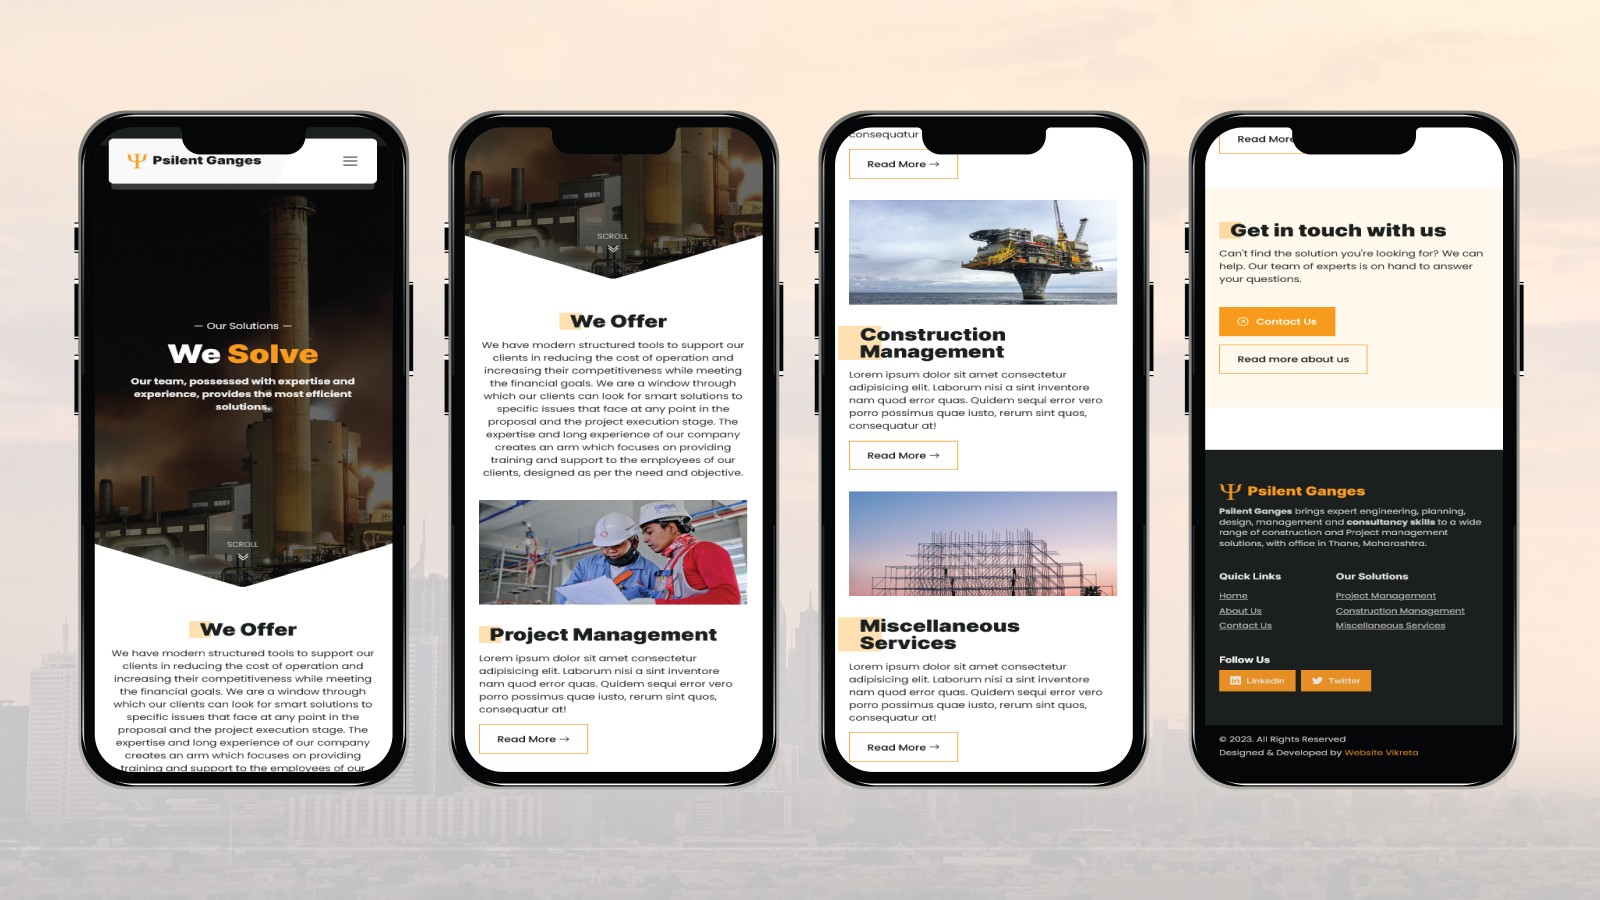 Psilent Ganges
— Our Solutions —
We Solve
Our team, possessed with expertise and
experience, provides the most efficient
solutions.
SCROLL
We Offer
We have modern structured tools to support our
clients in reducing the cost of operation and
increasing their competitiveness while meeting
the financial goals. We are a window through
which our clients can look for smart solutions to
specific issues that face at any point in the
proposal and the project execution stage. The
expertise and long experience of our company
creates an arm which focuses on providing
training and support to the employees of our
SCROLL
We Offer
We have modern structured tools to support our
clients in reducing the cost of operation and
increasing their competitiveness while meeting
the financial goals. We are a window through
which our clients can look for smart solutions to
specific issues that face at any point in the
proposal and the project execution stage. The
expertise and long experience of our company
creates an arm which focuses on providing
training and support to the employees of our
clients, designed as per the need and objective.
Project Management
Lorem ipsum dolor sit amet consectetur
adipisicing elit. Laborum nisi a sint inventore
nam quod error quas. Quidem sequi error vero
porro possimus quae iusto, rerum sint quos,
consequatur at!
Read More →
consequatur
Read More →
Construction
Management
Lorem ipsum dolor sit amet consectetur
adipisicing elit. Laborum nisi a sint inventore
nam quod error quas. Quidem sequi error vero
porro possimus quae iusto, rerum sint quos,
consequatur at!
Read More →
Miscellaneous
Services
Lorem ipsum dolor sit amet consectetur
adipisicing elit. Laborum nisi a sint inventore
nam quod error quas. Quidem sequi error vero
porro possimus quae iusto, rerum sint quos,
consequatur at!
Read More →
Read More
Get in touch with us
Can't find the solution you're looking for? We can
help. Our team of experts is on hand to answer
your questions.
Contact Us
Read more about us
Psilent Ganges
Psilent Ganges brings expert engineering, planning,
design, management and consultancy skills to a wide
range of construction and Project management
solutions, with office in Thane, Maharashtra.
Quick Links
Home
About Us
Contact Us
Our Solutions
Project Management
Construction Management
Miscellaneous Services
Follow Us
Linkedin
Twitter
© 2023. All Rights Reserved
Designed & Developed by Website Vikreta